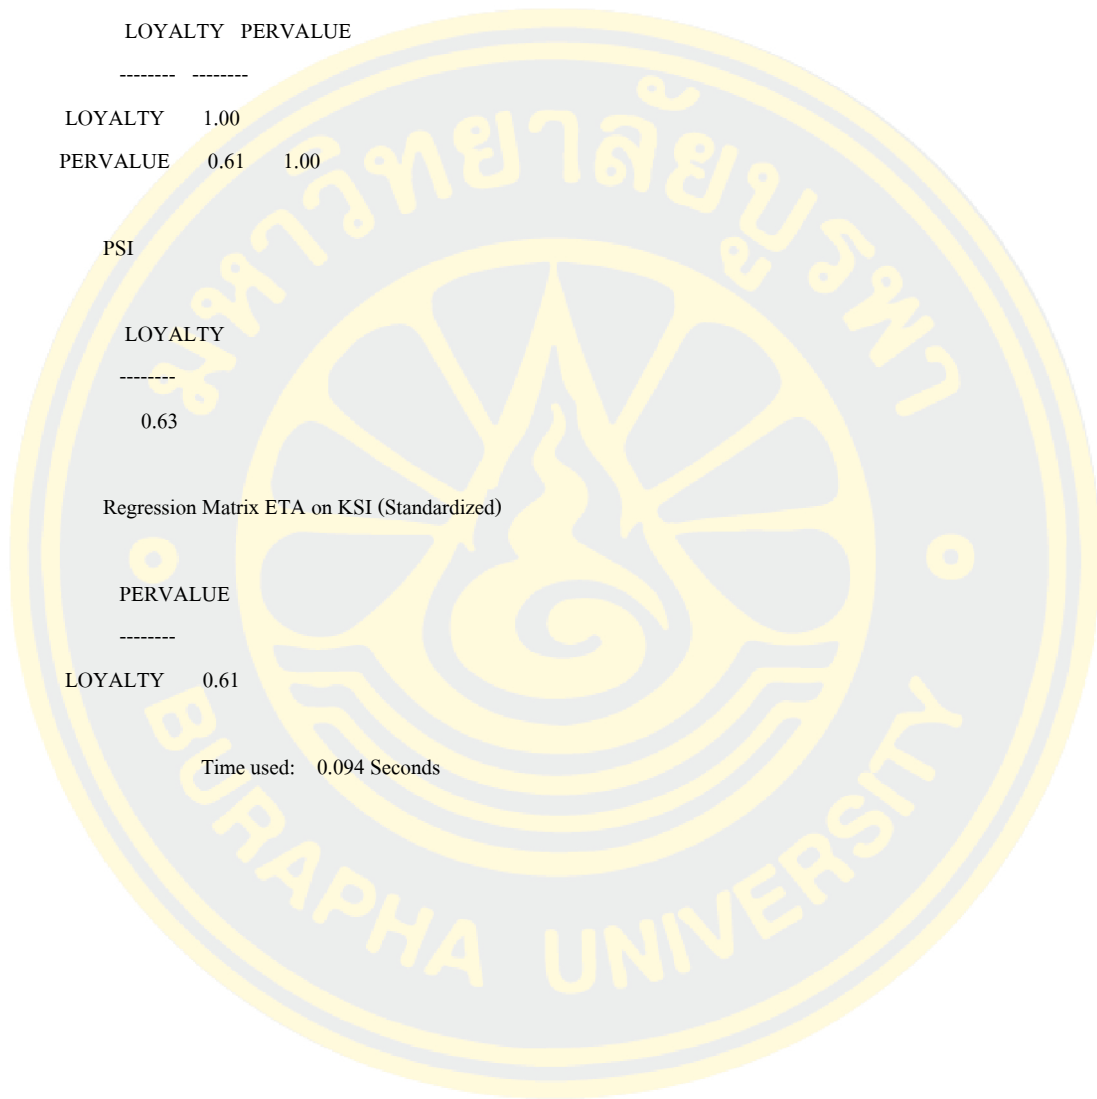 LOYALTY PERVALUE
-------- --------
LOYALTY 1.00
PERVALUE 0.61 1.00
PSI
LOYALTY
--------
0.63
Regression Matrix ETA on KSI (Standardized)
PERVALUE
--------
LOYALTY 0.61
Time used: 0.094 Seconds
มหาวิทยาลัยบูรพา
BURAPHA UNIVERSITY